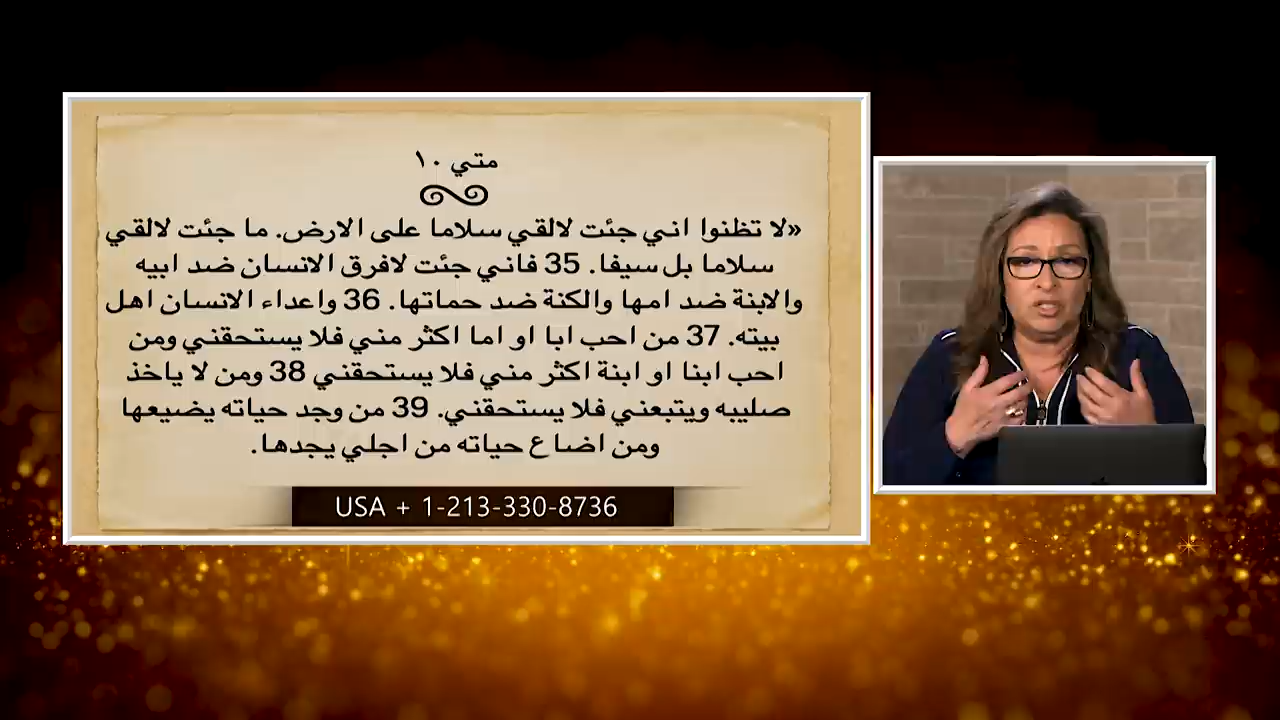 متي ١٠
«لا تظنوا اني جئت لالقي سلاما على الارض. ما جئت لالقي
سلاما بل سيفا. 35 فاني جئت لافرق الانسان ضد ابيه
والابنة ضد امها والكنة ضد حماتها. 36 واعداء الانسان اهل
بيته. 37 من احب ابا او اما اكثر مني فلا يستحقني ومن
احب ابنا او ابنة اكثر مني فلا يستحقني 38 ومن لا ياخذ
صليبه ويتبعني فلا يستحقني. 39 من وجد حياته يضيعها
ومن اضاع حياته من اجلي يجدها.
USA + 1-213-330-8736